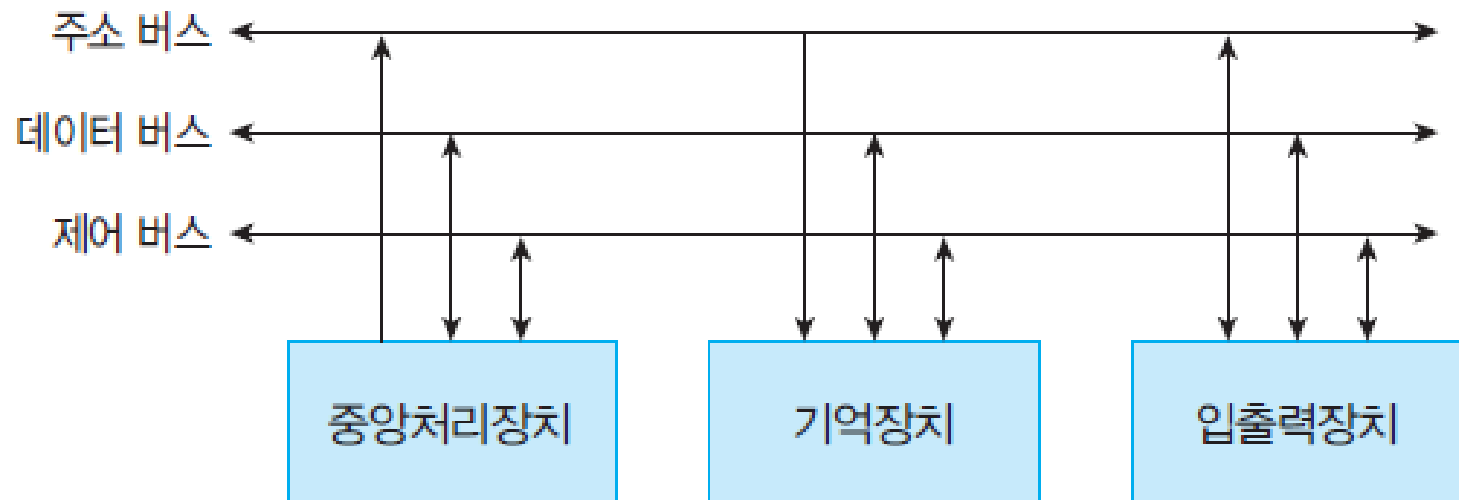 주소 버스
데이터 버스
제어 버스
중앙처리장치
기억장치
입출력장치